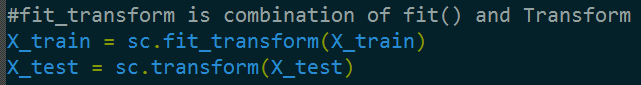 #fit_transform is combination of fit() and Transform
X_train = sc.fit_transform(X_train)
X_test = sc.transform(X_test)